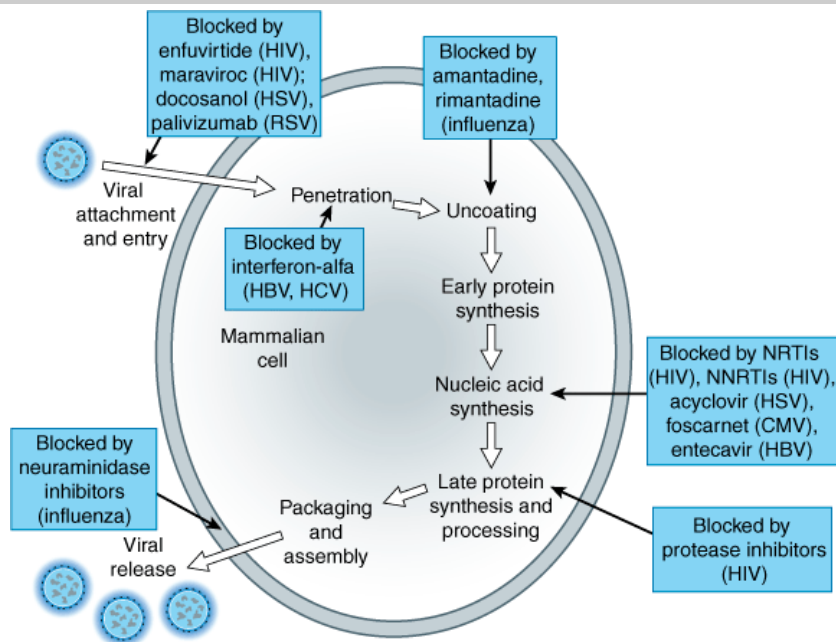 Blocked by
enfuvirtide (HIV),
maraviroc (HIV);
docosanol (HSV),
palivizumab (RSV)
Blocked by
amantadine,
rimantadine
(influenza)
Viral
attachment
and entry
Penetration
Uncoating
Blocked by
interferon-alfa
(HBV, HCV)
Early protein
synthesis
Mammalian
cell
Nucleic acid
synthesis
Blocked by NRTIs
(HIV), NNRTIs (HIV),
acyclovir (HSV),
foscarnet (CMV),
entecavir (HBV)
Late protein
synthesis and
processing
Blocked by
protease inhibitors
(HIV)
Packaging
and
assembly
Blocked by
neuraminidase
inhibitors
(influenza)
Viral
release